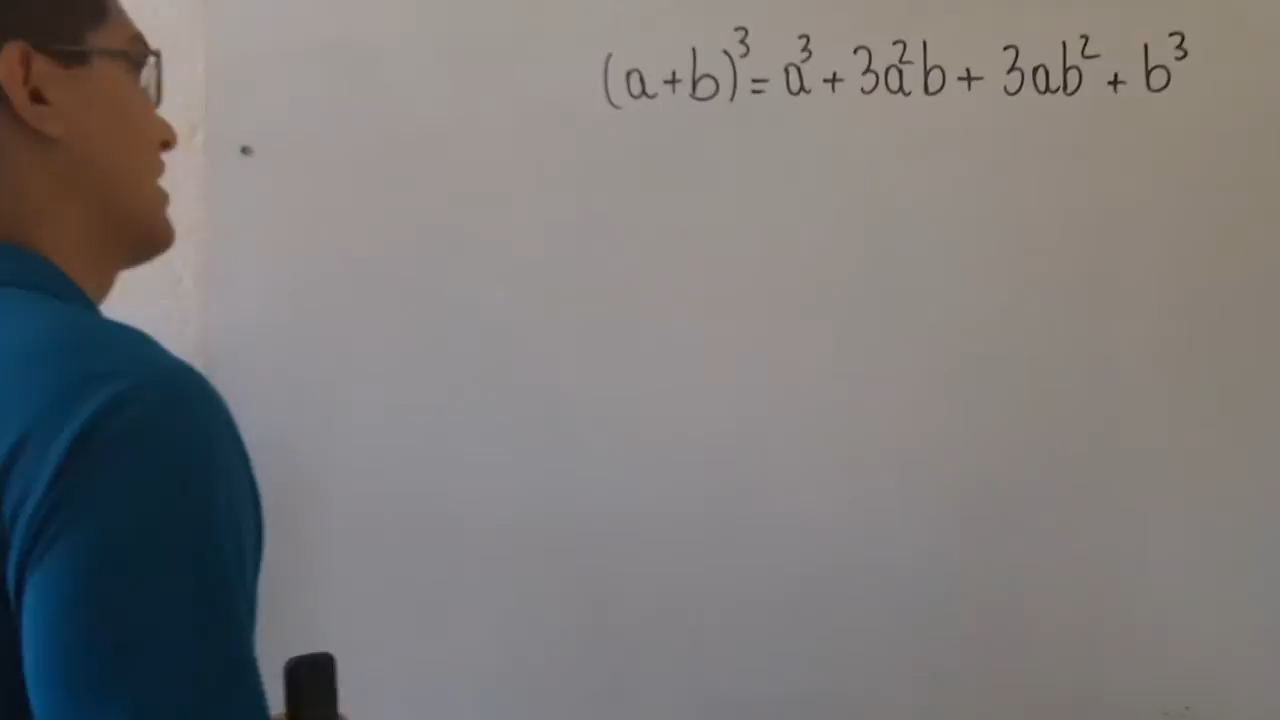 (a+b)³= a³ + 3a²b + 3ab² + b³